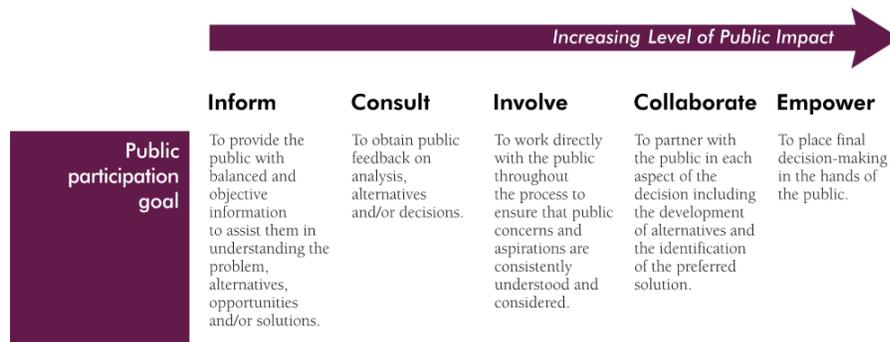 Increasing Level of Public Impact
Inform
Consult
Involve
Collaborate
Empower
Public
participation
goal
To provide the
public with
balanced and
objective
information
to assist them in
understanding the
problem,
alternatives,
opportunities
and/or solutions.
To obtain public
feedback on
analysis,
alternatives
and/or decisions.
To work directly
with the public
throughout
the process to
ensure that public
concerns and
aspirations are
consistently
understood and
considered.
To partner with
the public in each
aspect of the
decision including
the development
of alternatives and
the identification
of the preferred
solution.
To place final
decision-making
in the hands of
the public.